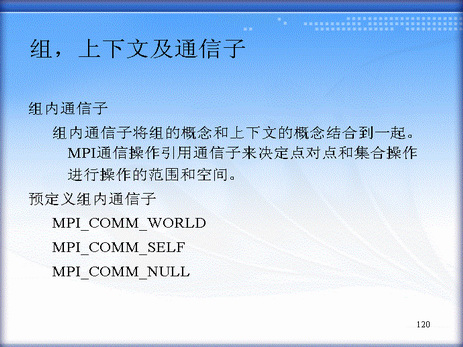 组，上下文及通信子
组内通信子
组内通信子将组的概念和上下文的概念结合到一起。
MPI通信操作引用通信子来决定点对点和集合操作
进行操作的范围和空间。
预定义组内通信子
MPI_COMM_WORLD
MPI_COMM_SELF
MPI_COMM_NULL
120